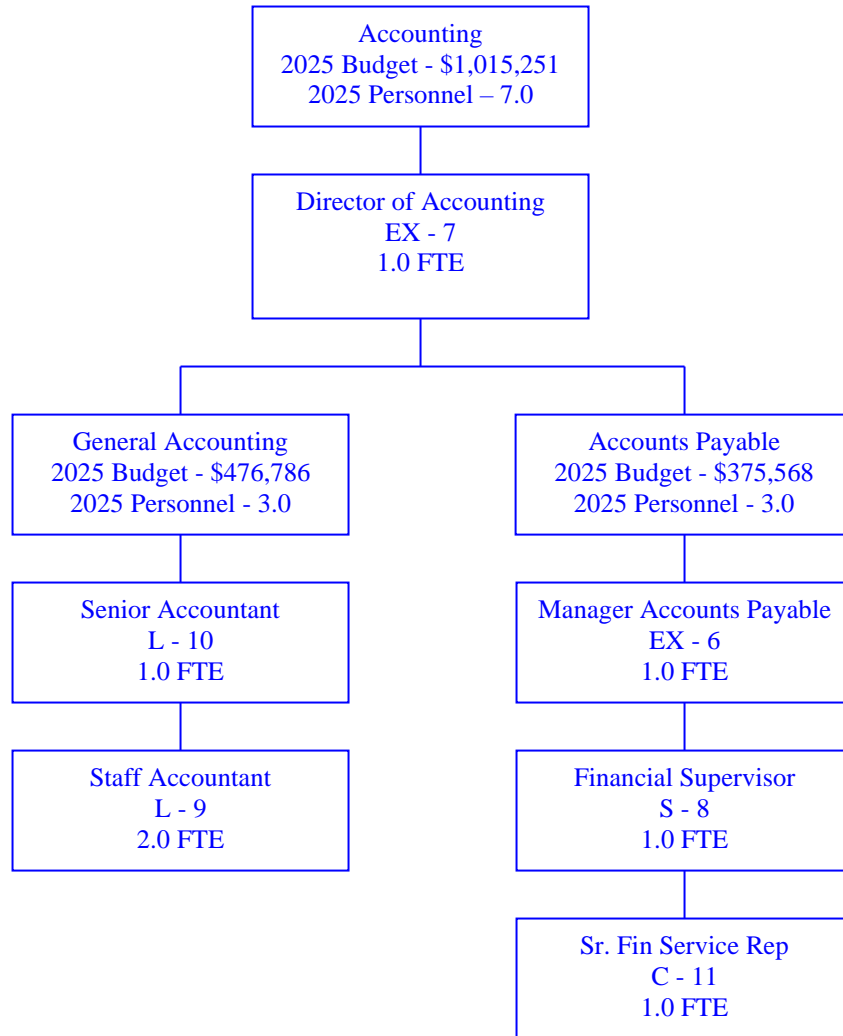 Accounting
2025 Budget - $1,015,251
2025 Personnel – 7.0
Director of Accounting
EX - 7
1.0 FTE
General Accounting
2025 Budget - $476,786
2025 Personnel - 3.0
Senior Accountant
L - 10
1.0 FTE
Staff Accountant
L - 9
2.0 FTE
Accounts Payable
2025 Budget - $375,568
2025 Personnel - 3.0
Manager Accounts Payable
EX - 6
1.0 FTE
Financial Supervisor
S - 8
1.0 FTE
Sr. Fin Service Rep
C - 11
1.0 FTE